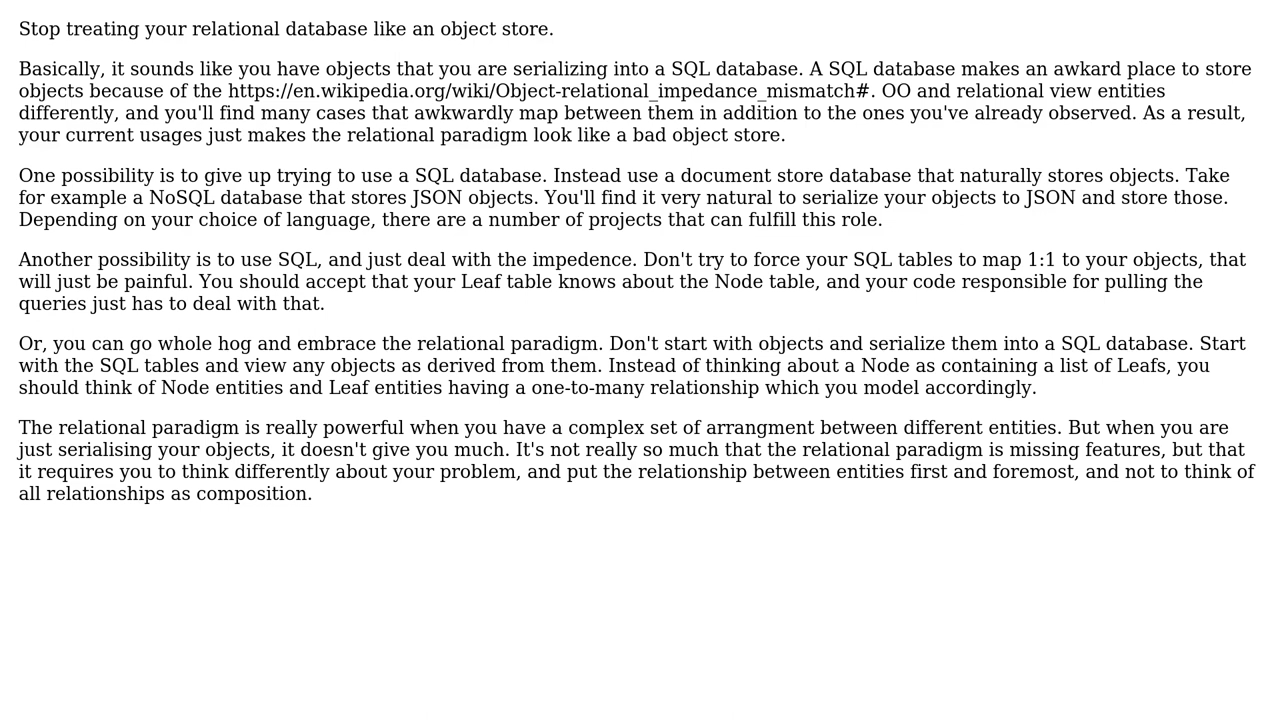 Stop treating your relational database like an object store.
Basically, it sounds like you have objects that you are serializing into a SQL database. A SQL database makes an awkard place to store
objects because of the https://en.wikipedia.org/wiki/Object-relational_impedance_mismatch#. OO and relational view entities
differently, and you'll find many cases that awkwardly map between them in addition to the ones you've already observed. As a result,
your current usages just makes the relational paradigm look like a bad object store.
One possibility is to give up trying to use a SQL database. Instead use a document store database that naturally stores objects. Take
for example a NoSQL database that stores JSON objects. You'll find it very natural to serialize your objects to JSON and store those.
Depending on your choice of language, there are a number of projects that can fulfill this role.
Another possibility is to use SQL, and just deal with the impedence. Don't try to force your SQL tables to map 1:1 to your objects, that
will just be painful. You should accept that your Leaf table knows about the Node table, and your code responsible for pulling the
queries just has to deal with that.
Or, you can go whole hog and embrace the relational paradigm. Don't start with objects and serialize them into a SQL database. Start
with the SQL tables and view any objects as derived from them. Instead of thinking about a Node as containing a list of Leafs, you
should think of Node entities and Leaf entities having a one-to-many relationship which you model accordingly.
The relational paradigm is really powerful when you have a complex set of arrangment between different entities. But when you are
just serialising your objects, it doesn't give you much. It's not really so much that the relational paradigm is missing features, but that
it requires you to think differently about your problem, and put the relationship between entities first and foremost, and not to think of
all relationships as composition.